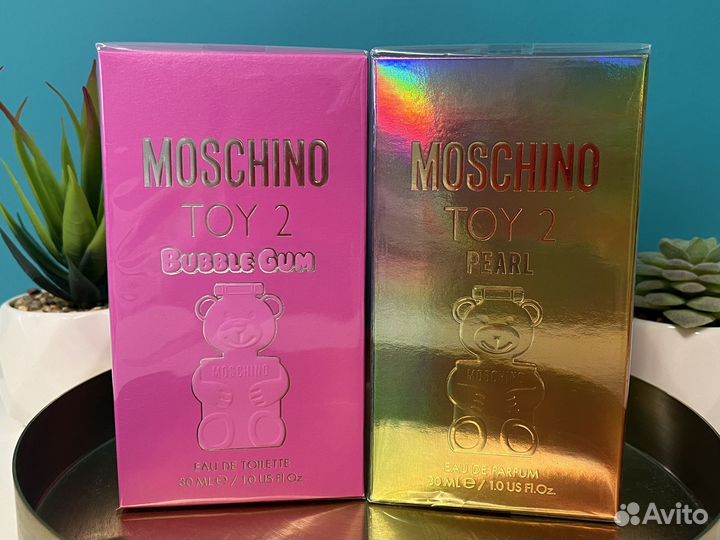 MOSCHINO
TOY 2
BUBBLE GUM
MOSCHINO
EAU DE TOILETTE
30 ML ℮ / 1.0 US Fl.Oz.
MOSCHINO
TOY 2
PEARL
MOSCHINO
EAU DE PARFUM
30 ML ℮ / 1.0 US Fl.Oz.
Avito